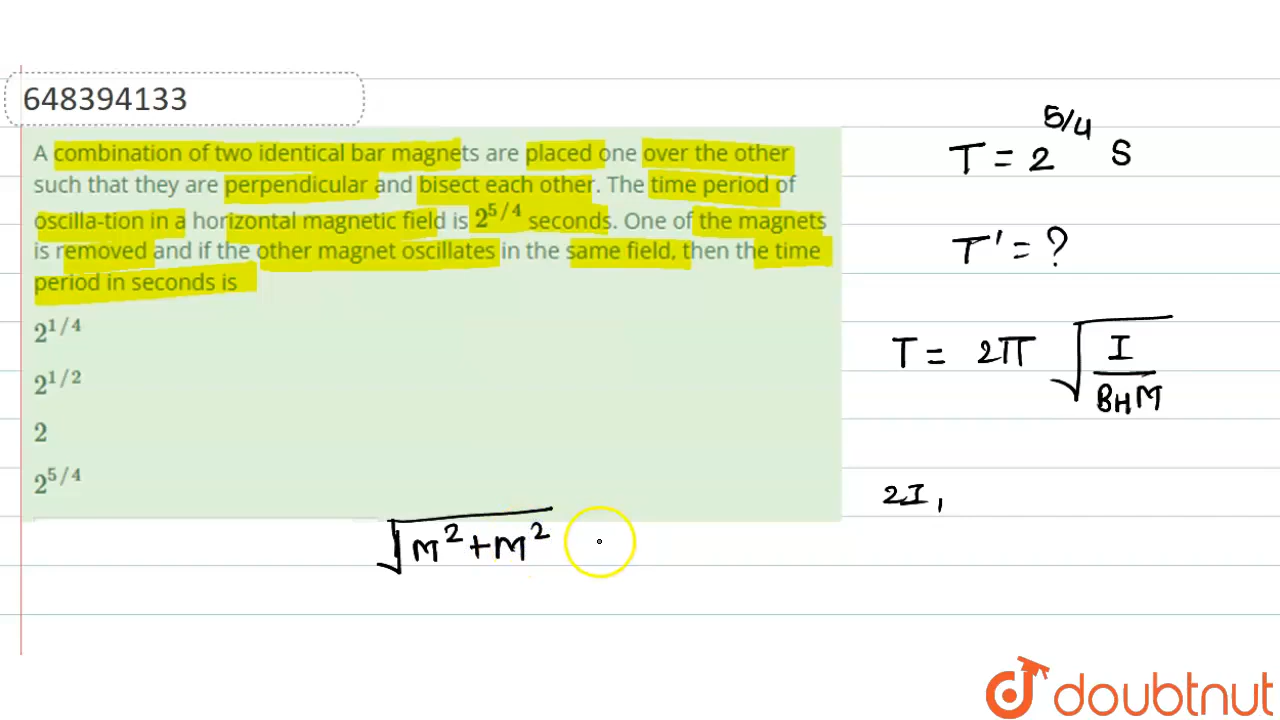 648394133
A combination of two identical bar magnets are placed one over the other
such that they are perpendicular and bisect each other. The time period of
oscilla-tion in a horizontal magnetic field is 2^{5/4} seconds. One of the magnets
is removed and if the other magnet oscillates in the same field, then the time
period in seconds is
2^{1/4}
2^{1/2}
2
2^{5/4}
√(M² + M²)
T = 2^{5/4} S
T' = ?
T = 2π √(I / B_H M)
2I,
doubtnut